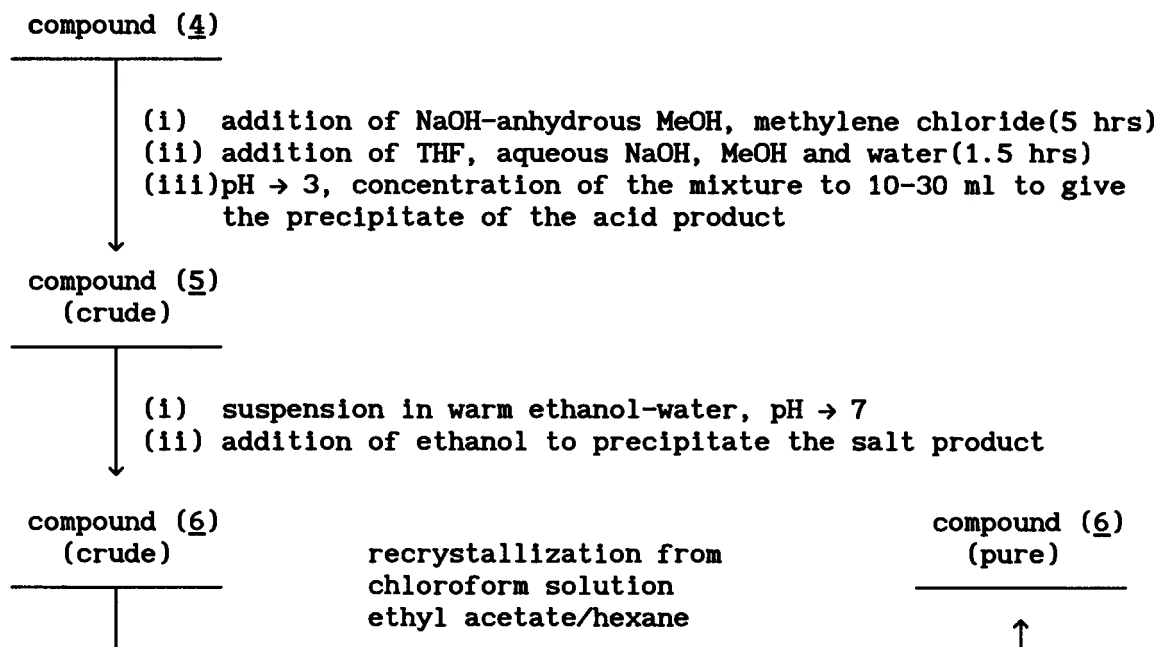 compound (4)
(i) addition of NaOH-anhydrous MeOH, methylene chloride(5 hrs)
(ii) addition of THF, aqueous NaOH, MeOH and water(1.5 hrs)
(iii)pH → 3, concentration of the mixture to 10-30 ml to give
the precipitate of the acid product
compound (5)
(crude)
(i) suspension in warm ethanol-water, pH → 7
(ii) addition of ethanol to precipitate the salt product
compound (6)
(crude)
recrystallization from
chloroform solution
ethyl acetate/hexane
compound (6)
(pure)